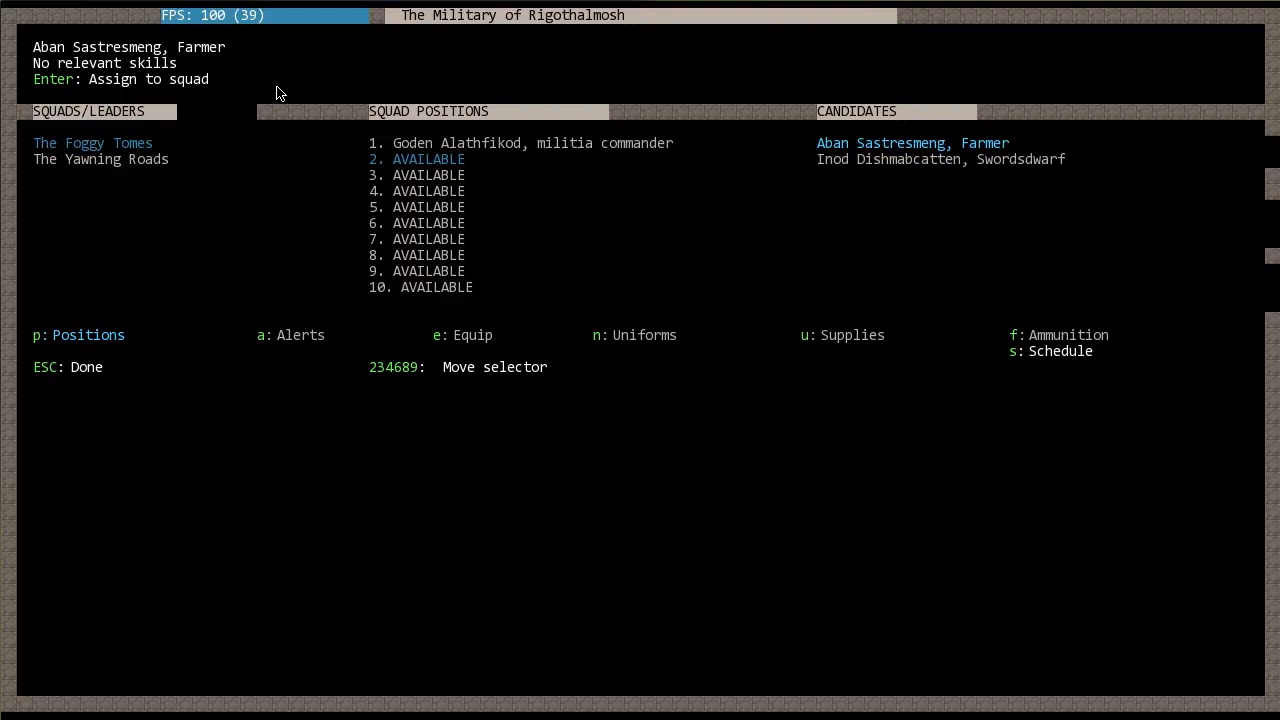 FPS: 100 (39) The Military of Rigothalmosh
Aban Sastresmeng, Farmer
No relevant skills
Enter: Assign to squad
SQUADS/LEADERS SQUAD POSITIONS CANDIDATES
The Foggy Tomes 1. Goden Alathfikod, militia commander Aban Sastresmeng, Farmer
The Yawning Roads 2. AVAILABLE Inod Dishmabcatten, Swordsdwarf
3. AVAILABLE
4. AVAILABLE
5. AVAILABLE
6. AVAILABLE
7. AVAILABLE
8. AVAILABLE
9. AVAILABLE
10. AVAILABLE
p: Positions a: Alerts e: Equip n: Uniforms u: Supplies f: Ammunition
s: Schedule
ESC: Done 234689: Move selector